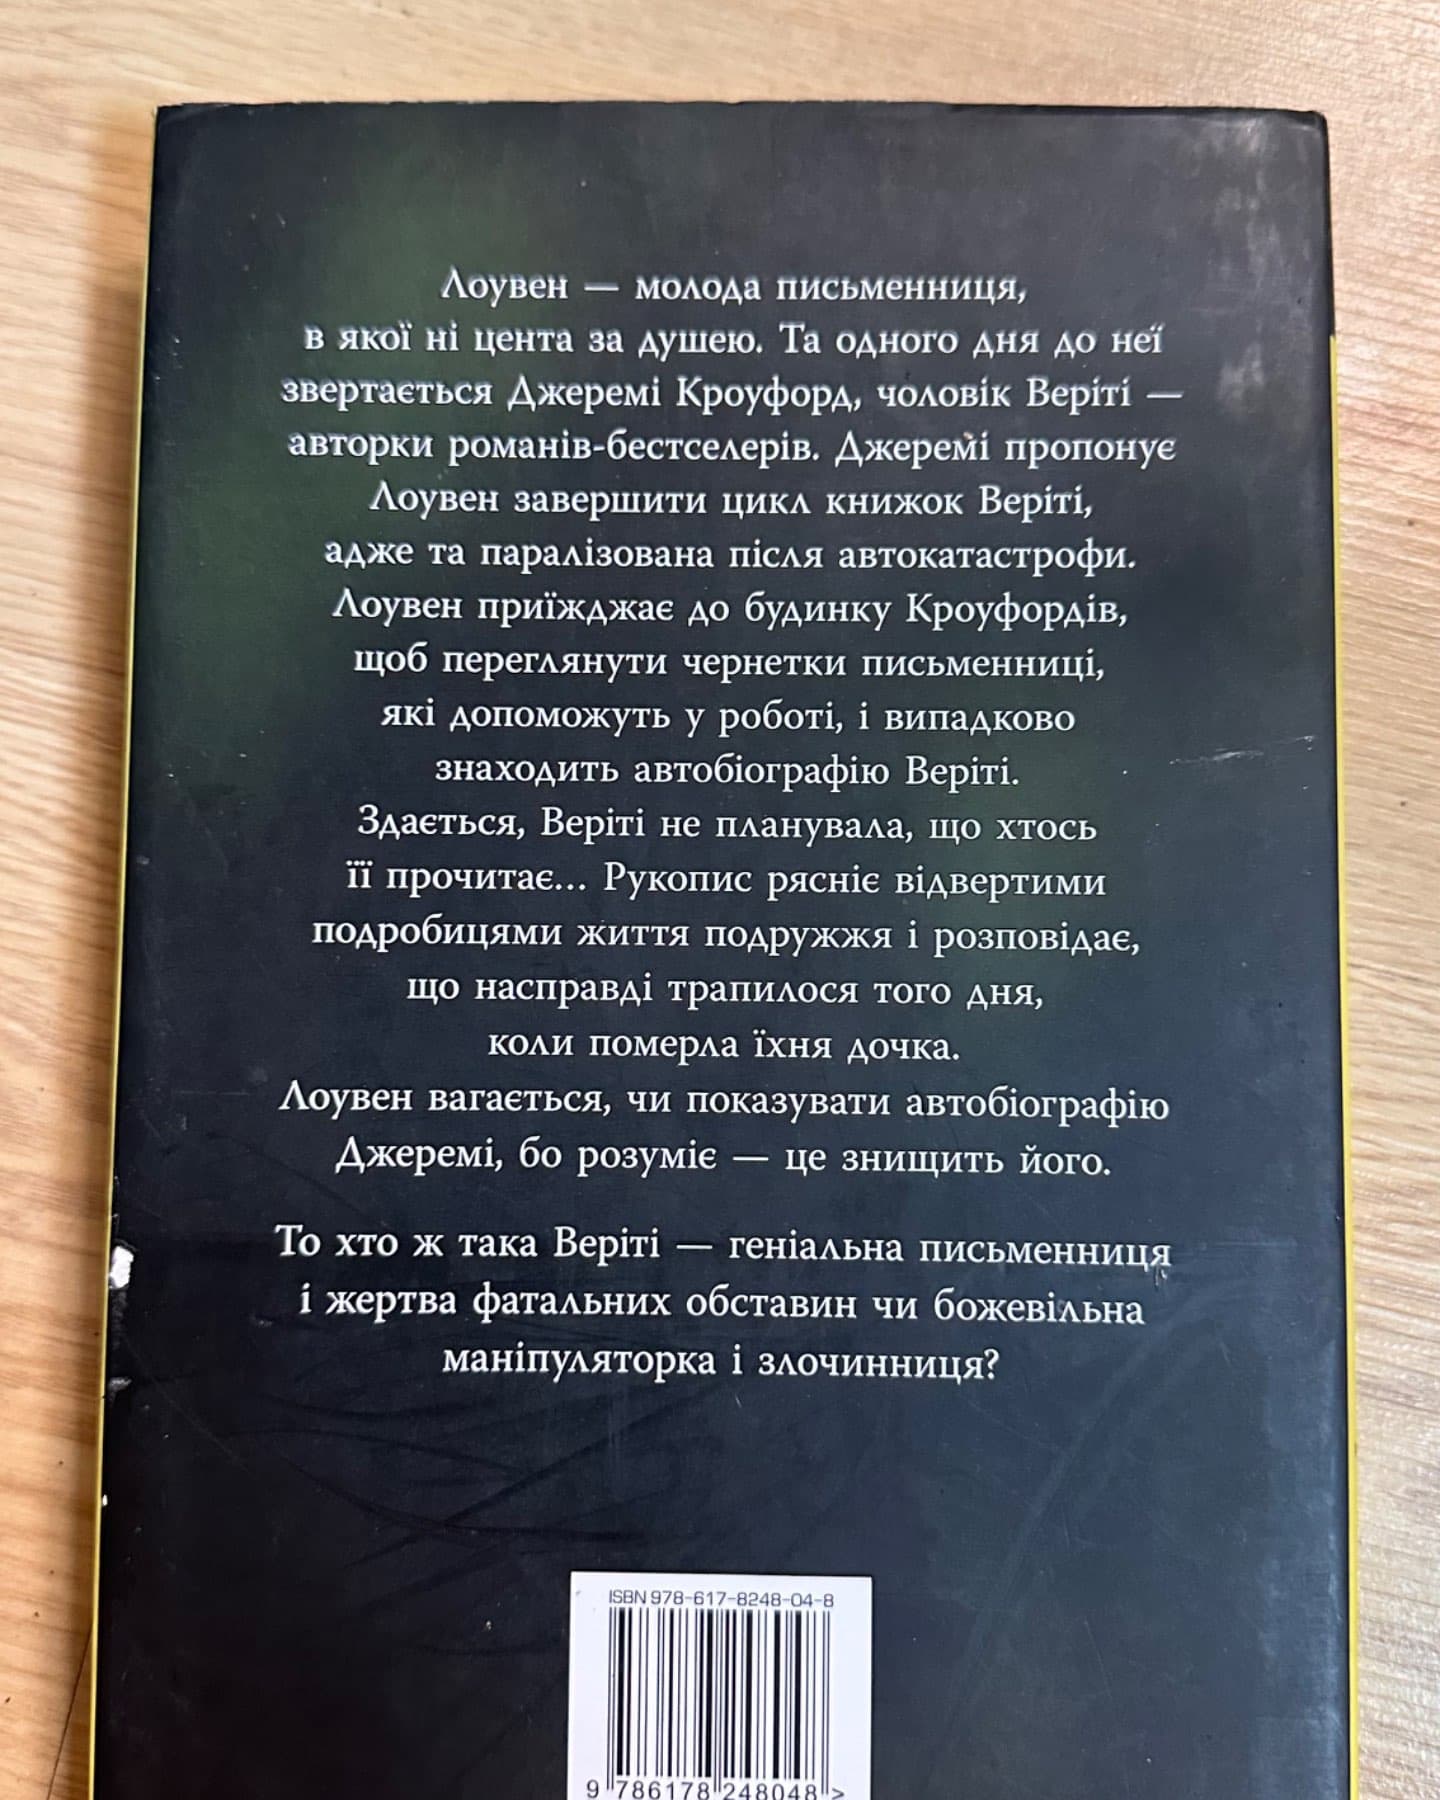 Лоувен — молода письменниця,
в якої ні цента за душею. Та одного дня до неї
звертається Джеремі Кроуфорд, чоловік Веріті —
авторки романів-бестселерів. Джеремі пропонує
Лоувен завершити цикл книжок Веріті,
адже та паралізована після автокатастрофи.
Лоувен приїжджає до будинку Кроуфордів,
щоб переглянути чернетки письменниці,
які допоможуть у роботі, і випадково
знаходить автобіографію Веріті.
Здається, Веріті не планувала, що хтось
її прочитає... Рукопис рясніє відвертими
подробицями життя подружжя і розповідає,
що насправді трапилося того дня,
коли померла їхня дочка.
Лоувен вагається, чи показувати автобіографію
Джеремі, бо розуміє — це знищить його.
То хто ж така Веріті — геніальна письменниця
і жертва фатальних обставин чи божевільна
маніпуляторка і злочинниця?
ISBN 978-617-8248-04-8
9 786178 248048 >